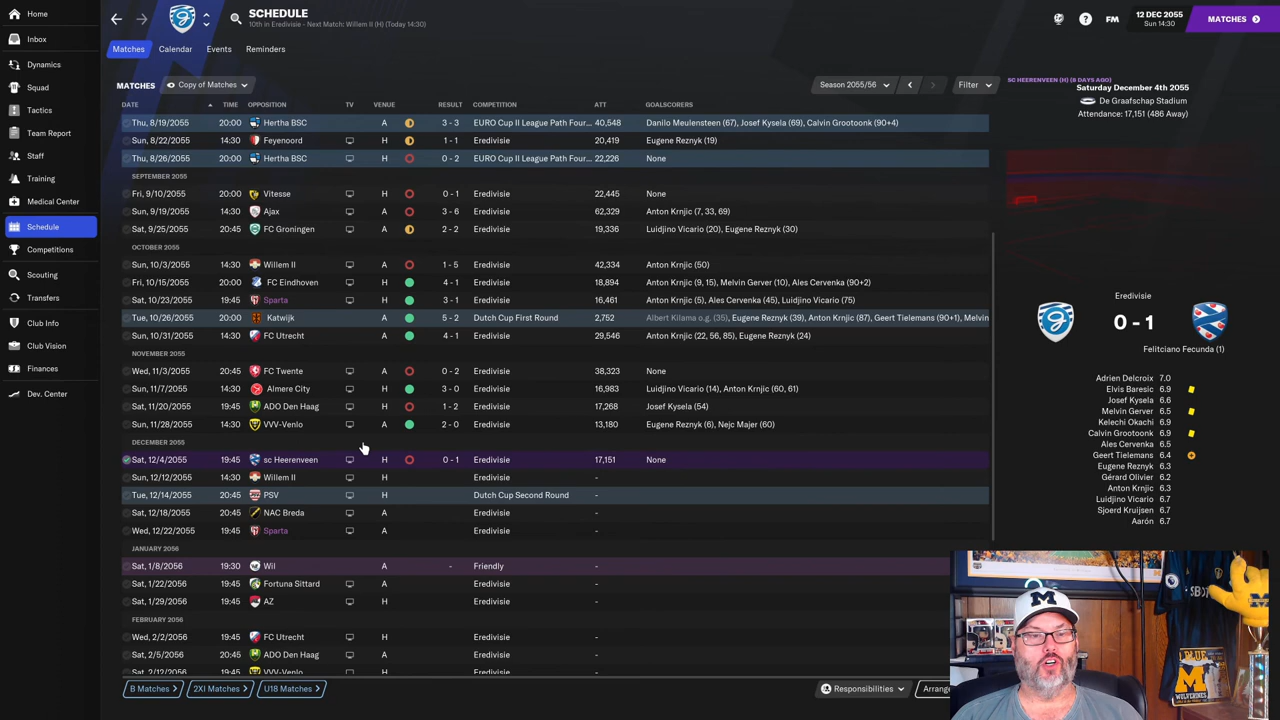 Home
Inbox
Dynamics
Squad
Tactics
Team Report
Staff
Training
Medical Center
Schedule
Competitions
Scouting
Transfers
Club Info
Club Vision
Finances
Dev. Center
SCHEDULE
10th in Eredivisie - Next Match: Willem II (H) (Today 14:30)
FM
12 DEC 2055
Sun 14:30
MATCHES
Matches Calendar Events Reminders
MATCHES Copy of Matches Season 2055/56 Filter
DATE TIME OPPOSITION TV VENUE RESULT COMPETITION ATT GOALSCORERS
Thu, 8/19/2055 20:00 Hertha BSC A 3 - 3 EURO Cup II League Path Four... 40,548 Danilo Meulensteen (67), Josef Kysela (69), Calvin Grootoonk (90+4)
Sun, 8/22/2055 14:30 Feyenoord H 1 - 1 Eredivisie 20,419 Eugene Reznyk (19)
Thu, 8/26/2055 20:00 Hertha BSC H 0 - 2 EURO Cup II League Path Four... 22,226 None
SEPTEMBER 2055
Fri, 9/10/2055 20:00 Vitesse H 0 - 1 Eredivisie 22,445 None
Sun, 9/19/2055 14:30 Ajax A 3 - 6 Eredivisie 62,329 Anton Krnjic (7, 33, 69)
Sat, 9/25/2055 20:45 FC Groningen A 2 - 2 Eredivisie 19,336 Luidjino Vicario (20), Eugene Reznyk (30)
OCTOBER 2055
Sun, 10/3/2055 14:30 Willem II A 1 - 5 Eredivisie 42,334 Anton Krnjic (50)
Fri, 10/15/2055 20:00 FC Eindhoven H 4 - 1 Eredivisie 18,894 Anton Krnjic (9, 15), Melvin Gerver (10), Ales Cervenka (90+2)
Sat, 10/23/2055 19:45 Sparta H 3 - 1 Eredivisie 16,461 Anton Krnjic (5), Ales Cervenka (45), Luidjino Vicario (75)
Tue, 10/26/2055 20:00 Katwijk A 5 - 2 Dutch Cup First Round 2,752 Albert Kilama o.g. (35), Eugene Reznyk (39), Anton Krnjic (87), Geert Tielemans (90+1), Melvin
Sun, 10/31/2055 14:30 FC Utrecht A 4 - 1 Eredivisie 29,546 Anton Krnjic (22, 56, 85), Eugene Reznyk (24)
NOVEMBER 2055
Wed, 11/3/2055 20:45 FC Twente A 0 - 2 Eredivisie 38,323 None
Sun, 11/7/2055 14:30 Almere City H 3 - 0 Eredivisie 16,983 Luidjino Vicario (14), Anton Krnjic (60, 61)
Sat, 11/20/2055 19:45 ADO Den Haag H 1 - 2 Eredivisie 17,268 Josef Kysela (54)
Sun, 11/28/2055 14:30 VVV-Venlo A 2 - 0 Eredivisie 13,180 Eugene Reznyk (6), Nejc Majer (60)
DECEMBER 2055
Sat, 12/4/2055 19:45 sc Heerenveen H 0 - 1 Eredivisie 17,151 None
Sun, 12/12/2055 14:30 Willem II H Eredivisie -
Tue, 12/14/2055 20:45 PSV H Dutch Cup Second Round -
Sat, 12/18/2055 20:45 NAC Breda A Eredivisie -
Wed, 12/22/2055 19:45 Sparta A Eredivisie -
JANUARY 2056
Sat, 1/8/2056 19:30 Wil A - Friendly -
Sat, 1/22/2056 19:45 Fortuna Sittard A Eredivisie -
Sat, 1/29/2056 19:45 AZ H Eredivisie -
FEBRUARY 2056
Wed, 2/2/2056 19:45 FC Utrecht H Eredivisie -
Sat, 2/5/2056 20:45 ADO Den Haag A Eredivisie -
Sat, 2/12/2056 19:45 VVV-Venlo H Eredivisie -
B Matches 2XI Matches U18 Matches Responsibilities Arrange
SC HEERENVEEN (H) (8 DAYS AGO)
Saturday December 4th 2055
De Graafschap Stadium
Attendance: 17,151 (486 Away)
Eredivisie
0 - 1
Felitciano Fecunda (1)
Adrien Delcroix 7.0
Elvis Baresic 6.9
Josef Kysela 6.6
Melvin Gerver 6.5
Kelechi Okachi 6.9
Calvin Grootoonk 6.9
Ales Cervenka 6.5
Geert Tielemans 6.4
Eugene Reznyk 6.3
Gérard Olivier 6.2
Anton Krnjic 6.3
Luidjino Vicario 6.7
Sjoerd Kruijsen 6.7
Aarón 6.7
M
BLUE
WOLVERINES